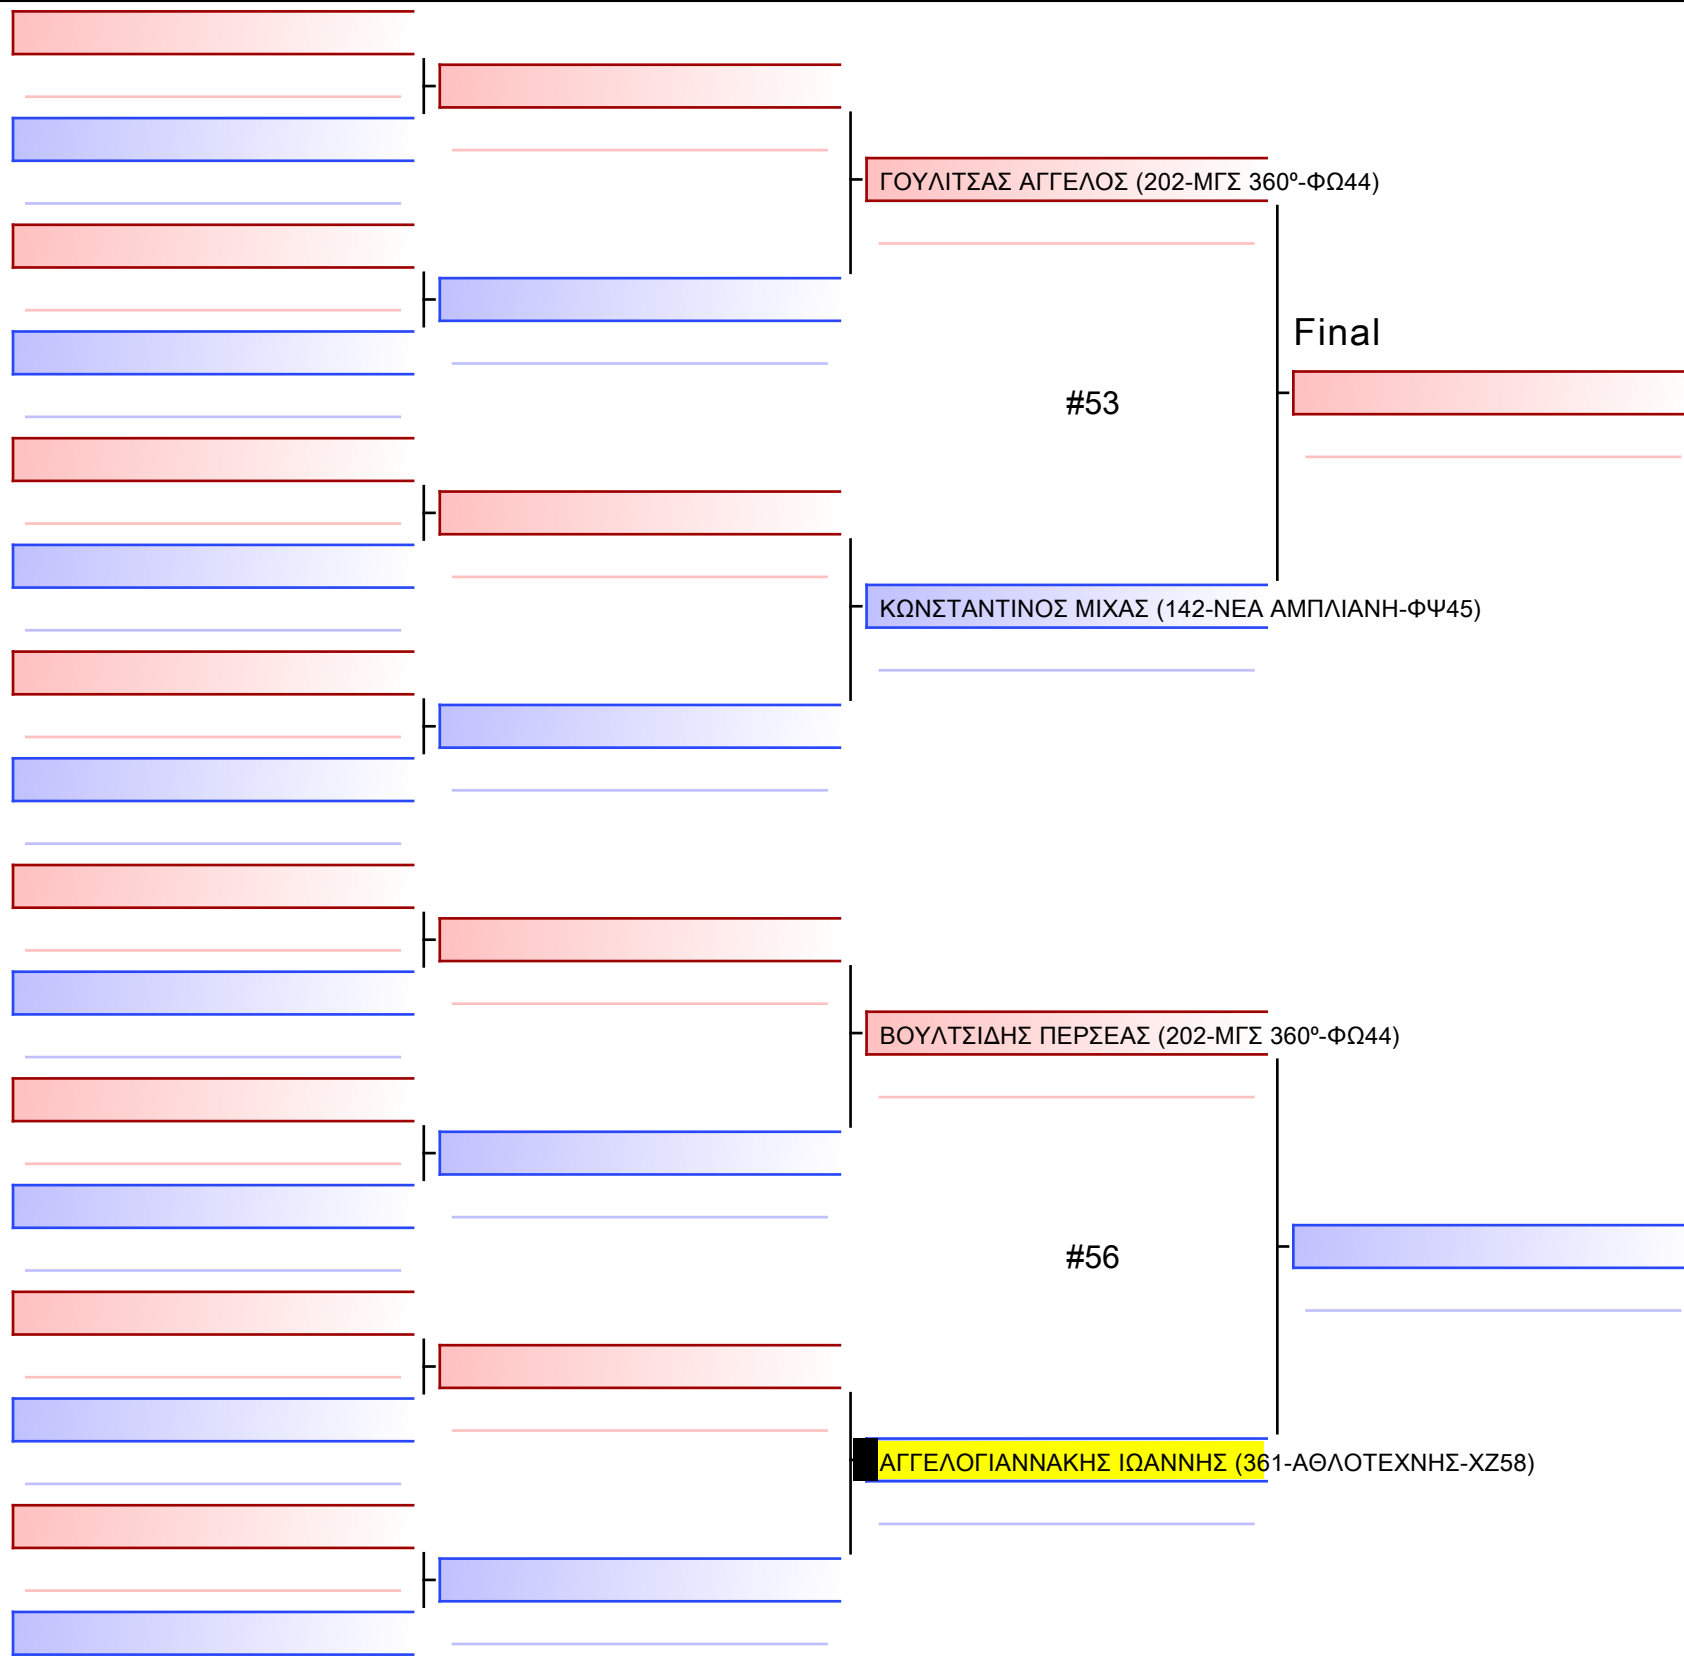 ΓΟΥΛΙΤΣΑΣ ΑΓΓΕΛΟΣ (202-ΜΓΣ 360º-ΦΩ44)
Final
#53
ΚΩΝΣΤΑΝΤΙΝΟΣ ΜΙΧΑΣ (142-ΝΕΑ ΑΜΠΛΙΑΝΗ-ΦΨ45)
ΒΟΥΛΤΣΙΔΗΣ ΠΕΡΣΕΑΣ (202-ΜΓΣ 360º-ΦΩ44)
#56
ΑΓΓΕΛΟΓΙΑΝΝΑΚΗΣ ΙΩΑΝΝΗΣ (361-ΑΘΛΟΤΕΧΝΗΣ-ΧΖ58)